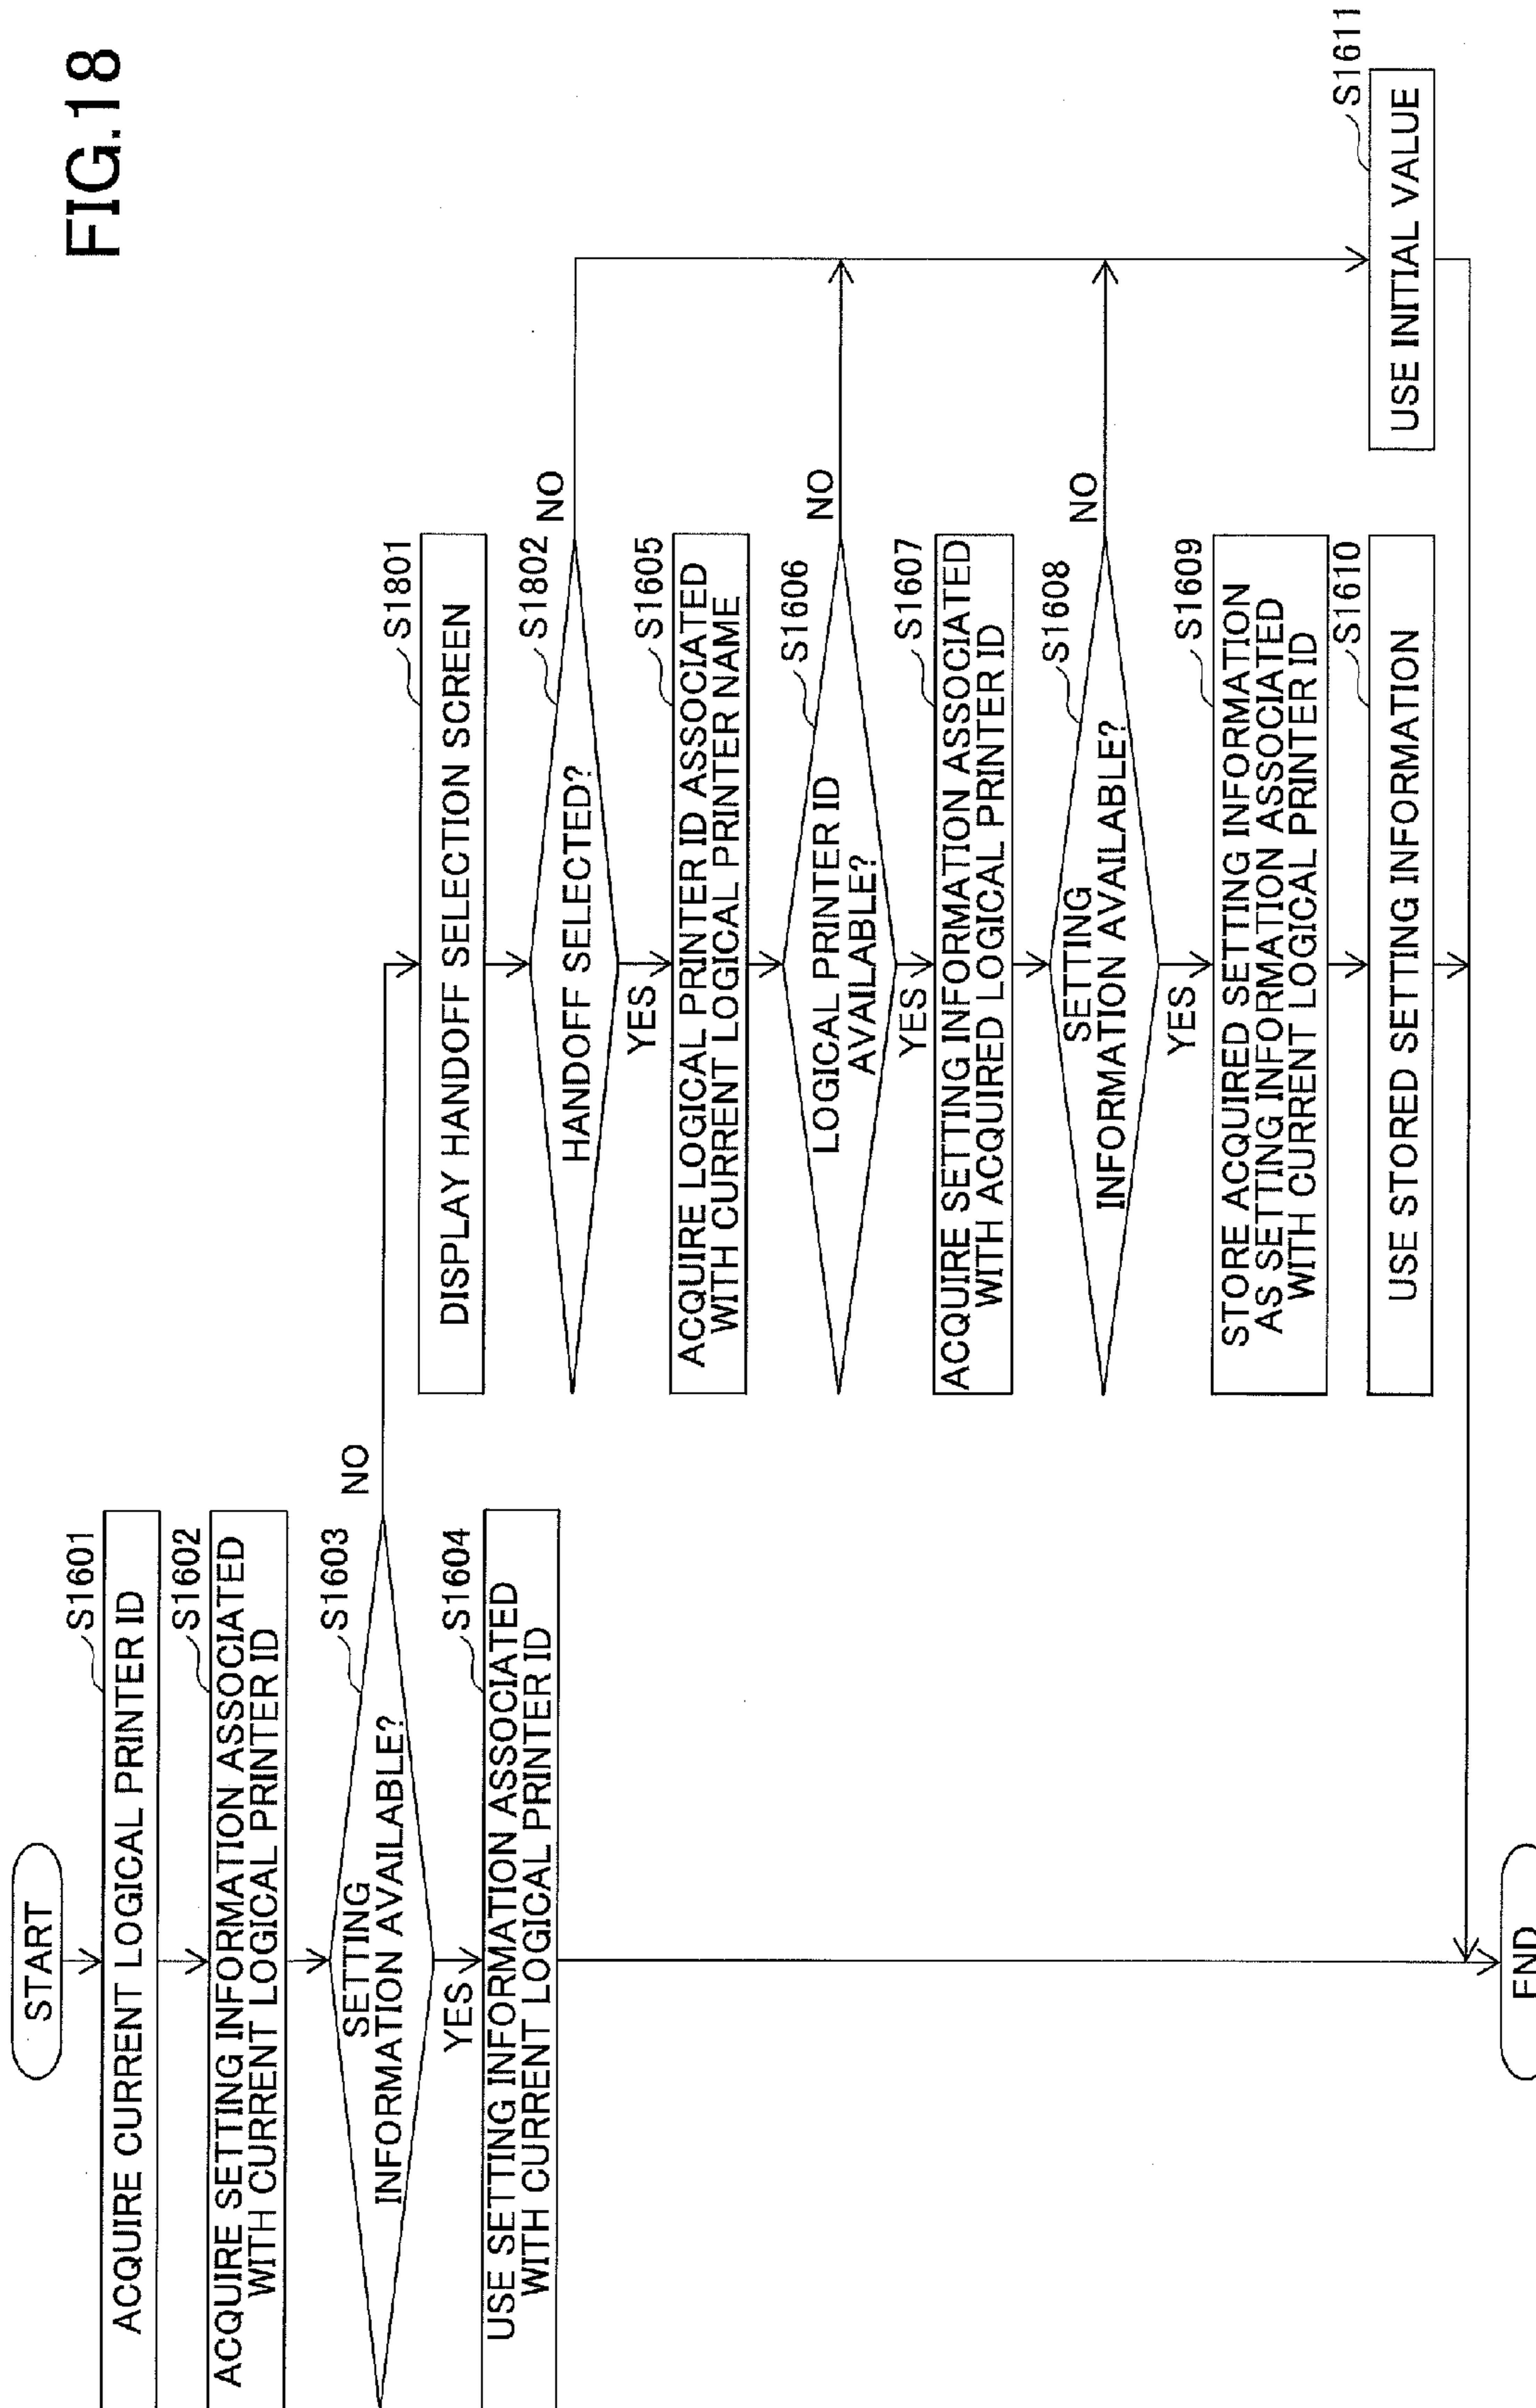 FIG.18
START
S1601
ACQUIRE CURRENT LOGICAL PRINTER ID
S1602
ACQUIRE SETTING INFORMATION ASSOCIATED
WITH CURRENT LOGICAL PRINTER ID
S1603
SETTING
INFORMATION AVAILABLE?
NO
YES
S1604
USE SETTING INFORMATION ASSOCIATED
WITH CURRENT LOGICAL PRINTER ID
S1801
DISPLAY HANDOFF SELECTION SCREEN
S1802
HANDOFF SELECTED?
NO
YES
S1605
ACQUIRE LOGICAL PRINTER ID ASSOCIATED
WITH CURRENT LOGICAL PRINTER NAME
S1606
LOGICAL PRINTER ID
AVAILABLE?
NO
YES
S1607
ACQUIRE SETTING INFORMATION ASSOCIATED
WITH ACQUIRED LOGICAL PRINTER ID
S1608
SETTING
INFORMATION AVAILABLE?
NO
YES
S1609
STORE ACQUIRED SETTING INFORMATION
AS SETTING INFORMATION ASSOCIATED
WITH CURRENT LOGICAL PRINTER ID
S1610
USE STORED SETTING INFORMATION
S1611
USE INITIAL VALUE
END